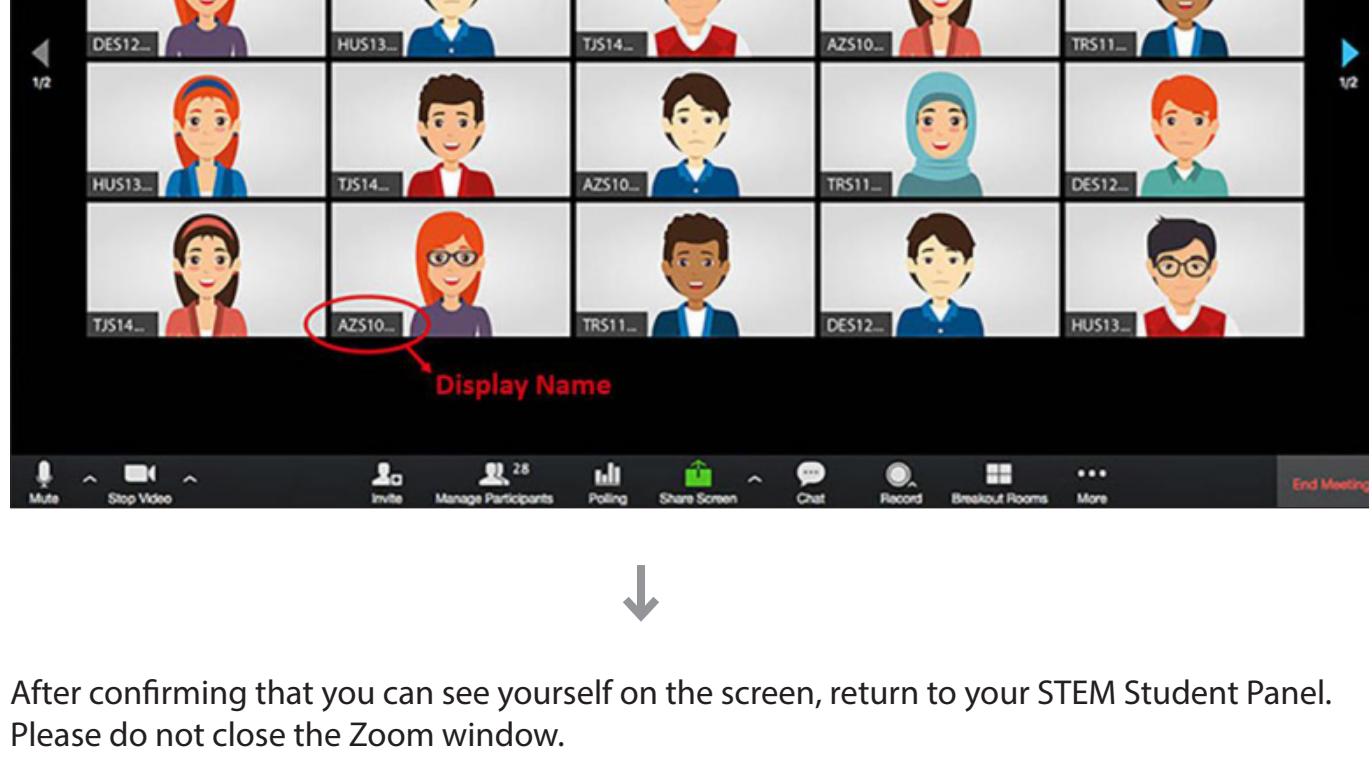 DES12... HUS13... TJS14... AZS10... TRS11...
1/2 1/2
HUS13... TJS14... AZS10... TRS11... DES12...
TJS14... AZS10... TRS11... DES12... HUS13...
Display Name
28
Mute Stop Video Invite Manage Participants Polling Share Screen Chat Record Breakout Rooms More End Meeting
After confirming that you can see yourself on the screen, return to your STEM Student Panel.
Please do not close the Zoom window.